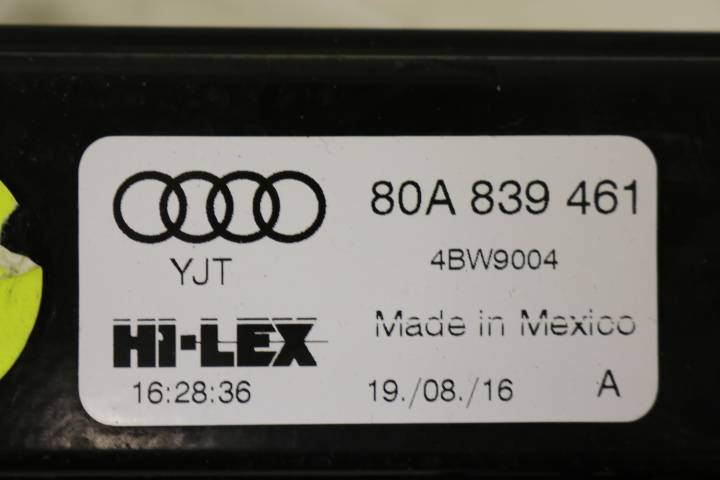 80A 839 461
YJT
4BW9004
HI-LEX
Made in Mexico
16:28:36
19./08./16
A